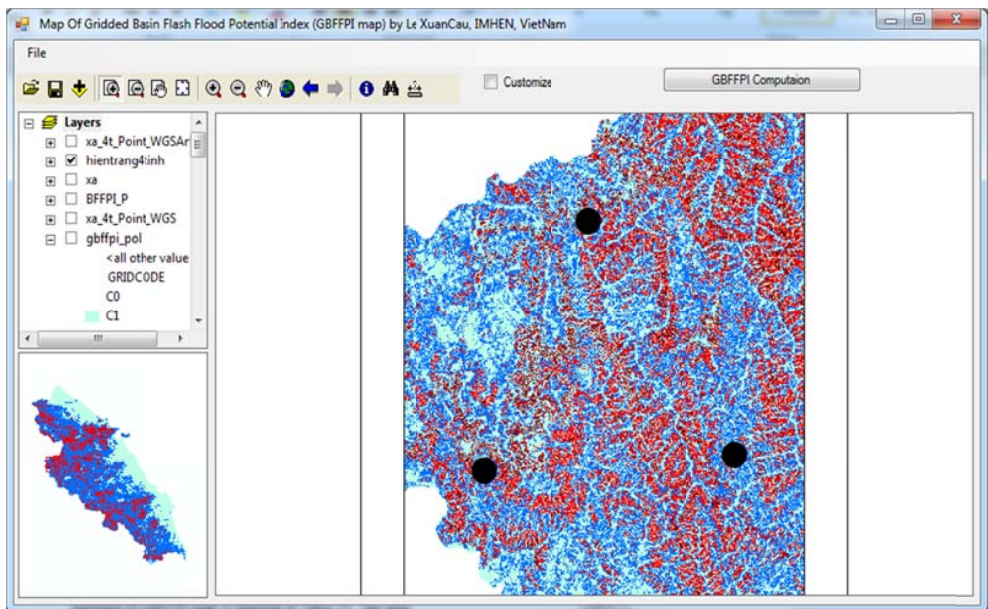 Map Of Gridded Basin Flash Flood Potential Index (GBFFPI map) by Le XuanCau, IMHEN, VietNam
File
Customize
GBFFPI Computaion
Layers
xa_4t_Point_WGSAr
hientrang4tinh
xa
BFFPI_P
xa_4t_Point_WGS
gbffpi_pol
<all other value
GRIDCODE
C0
C1